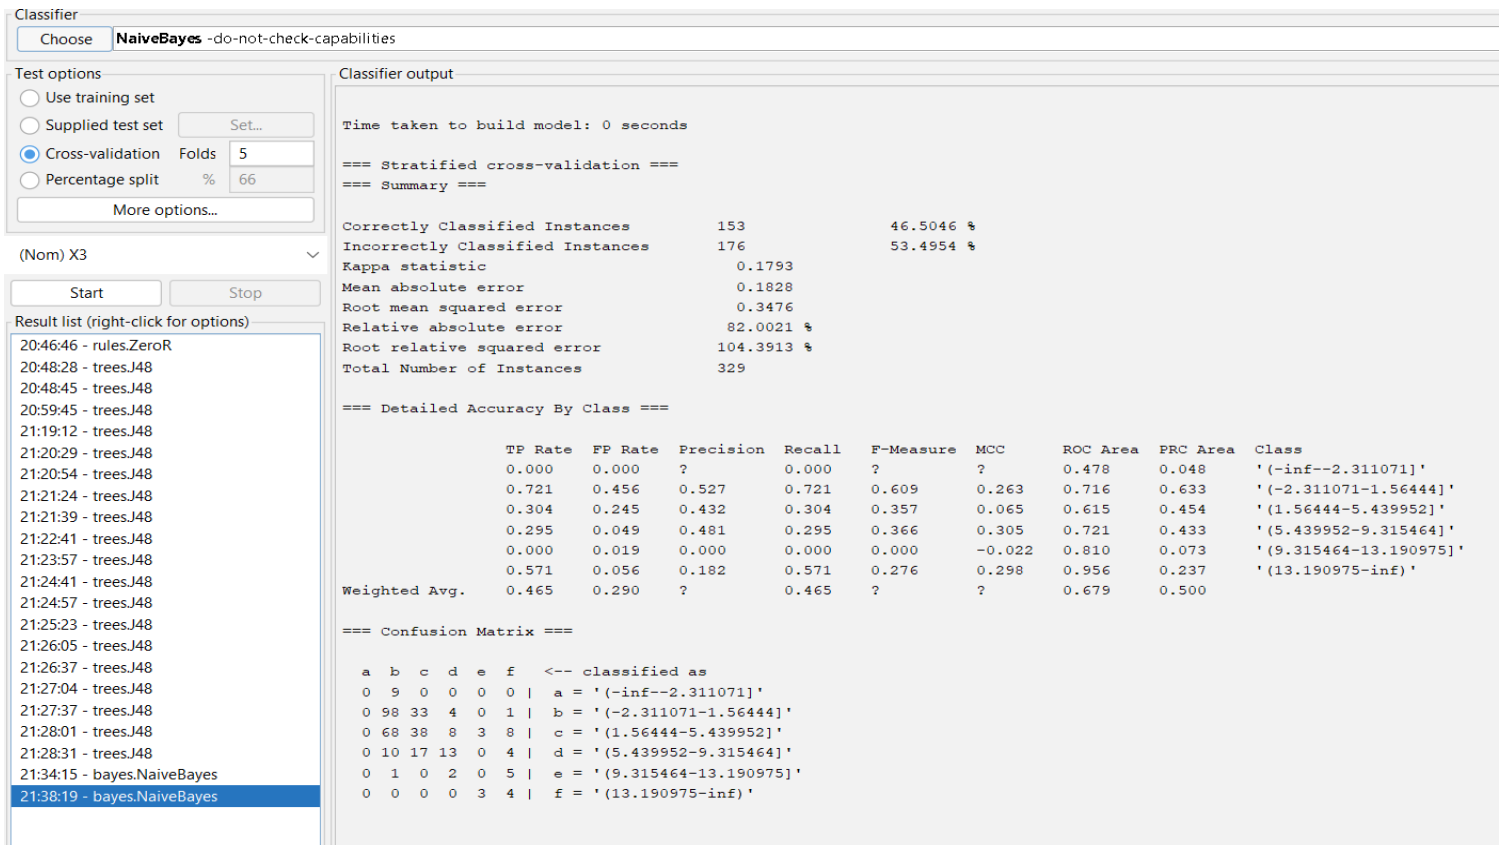 Classifier
Choose NaiveBayes -do-not-check-capabilities
Test options
Use training set
Supplied test set Set...
Cross-validation Folds 5
Percentage split % 66
More options...
(Nom) X3
Start Stop
Result list (right-click for options)
20:46:46 - rules.ZeroR
20:48:28 - trees.J48
20:48:45 - trees.J48
20:59:45 - trees.J48
21:19:12 - trees.J48
21:20:29 - trees.J48
21:20:54 - trees.J48
21:21:24 - trees.J48
21:21:39 - trees.J48
21:22:41 - trees.J48
21:23:57 - trees.J48
21:24:41 - trees.J48
21:24:57 - trees.J48
21:25:23 - trees.J48
21:26:05 - trees.J48
21:26:37 - trees.J48
21:27:04 - trees.J48
21:27:37 - trees.J48
21:28:01 - trees.J48
21:28:31 - trees.J48
21:34:15 - bayes.NaiveBayes
21:38:19 - bayes.NaiveBayes
Classifier output
Time taken to build model: 0 seconds
=== Stratified cross-validation ===
=== Summary ===
Correctly Classified Instances 153 46.5046 %
Incorrectly Classified Instances 176 53.4954 %
Kappa statistic 0.1793
Mean absolute error 0.1828
Root mean squared error 0.3476
Relative absolute error 82.0021 %
Root relative squared error 104.3913 %
Total Number of Instances 329
=== Detailed Accuracy By Class ===
TP Rate FP Rate Precision Recall F-Measure MCC ROC Area PRC Area Class
0.000 0.000 ? 0.000 ? ? 0.478 0.048 '(-inf--2.311071]'
0.721 0.456 0.527 0.721 0.609 0.263 0.716 0.633 '(-2.311071-1.56444]'
0.304 0.245 0.432 0.304 0.357 0.065 0.615 0.454 '(1.56444-5.439952]'
0.295 0.049 0.481 0.295 0.366 0.305 0.721 0.433 '(5.439952-9.315464]'
0.000 0.019 0.000 0.000 0.000 -0.022 0.810 0.073 '(9.315464-13.190975]'
0.571 0.056 0.182 0.571 0.276 0.298 0.956 0.237 '(13.190975-inf)'
Weighted Avg. 0.465 0.290 ? 0.465 ? ? 0.679 0.500
=== Confusion Matrix ===
a b c d e f <-- classified as
0 9 0 0 0 0 | a = '(-inf--2.311071]'
0 98 33 4 0 1 | b = '(-2.311071-1.56444]'
0 68 38 8 3 8 | c = '(1.56444-5.439952]'
0 10 17 13 0 4 | d = '(5.439952-9.315464]'
0 1 0 2 0 5 | e = '(9.315464-13.190975]'
0 0 0 0 3 4 | f = '(13.190975-inf)'